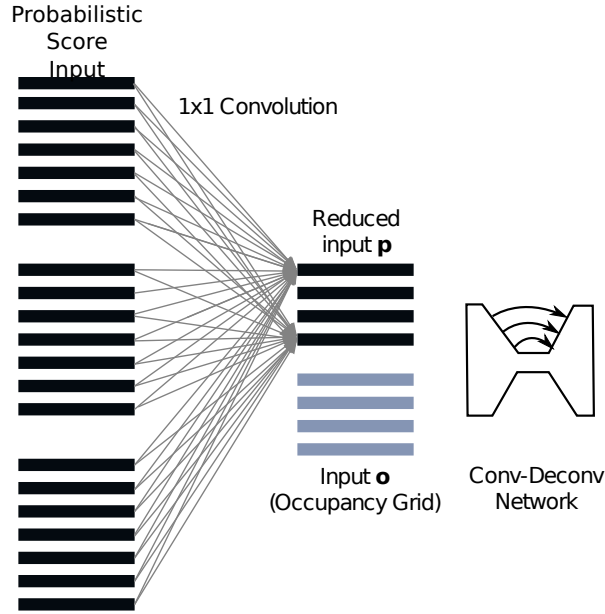 Probabilistic
Score
Input
1x1 Convolution
Reduced
input p
Input o
(Occupancy Grid)
Conv-Deconv
Network